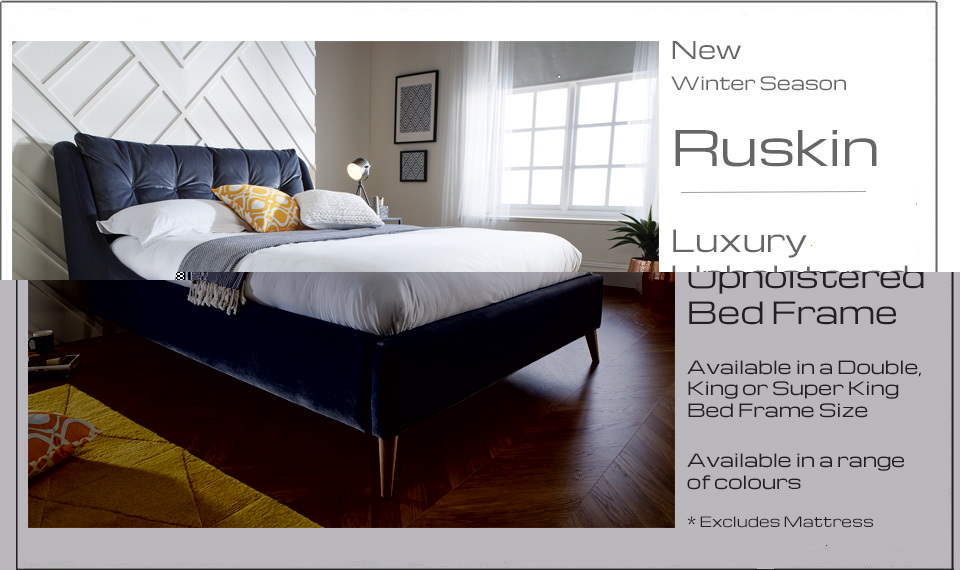 New
Winter Season
Ruskin
Luxury
Upholstered
Bed Frame
Available in a Double,
King or Super King
Bed Frame Size
Available in a range
of colours
* Excludes Mattress